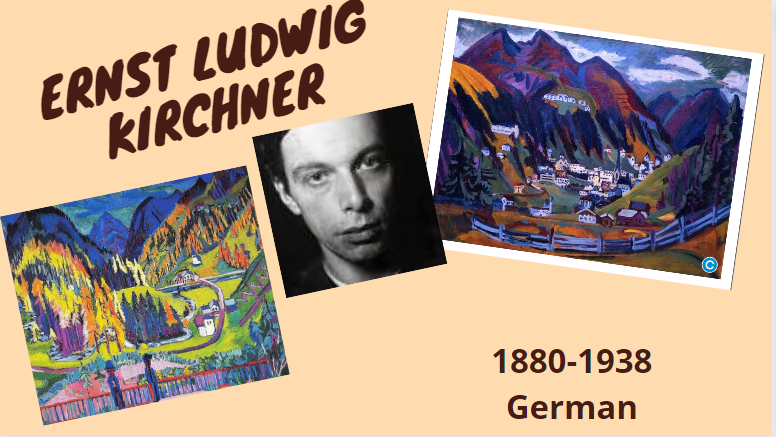 ERNST LUDWIG
KIRCHNER
C
1880-1938
German